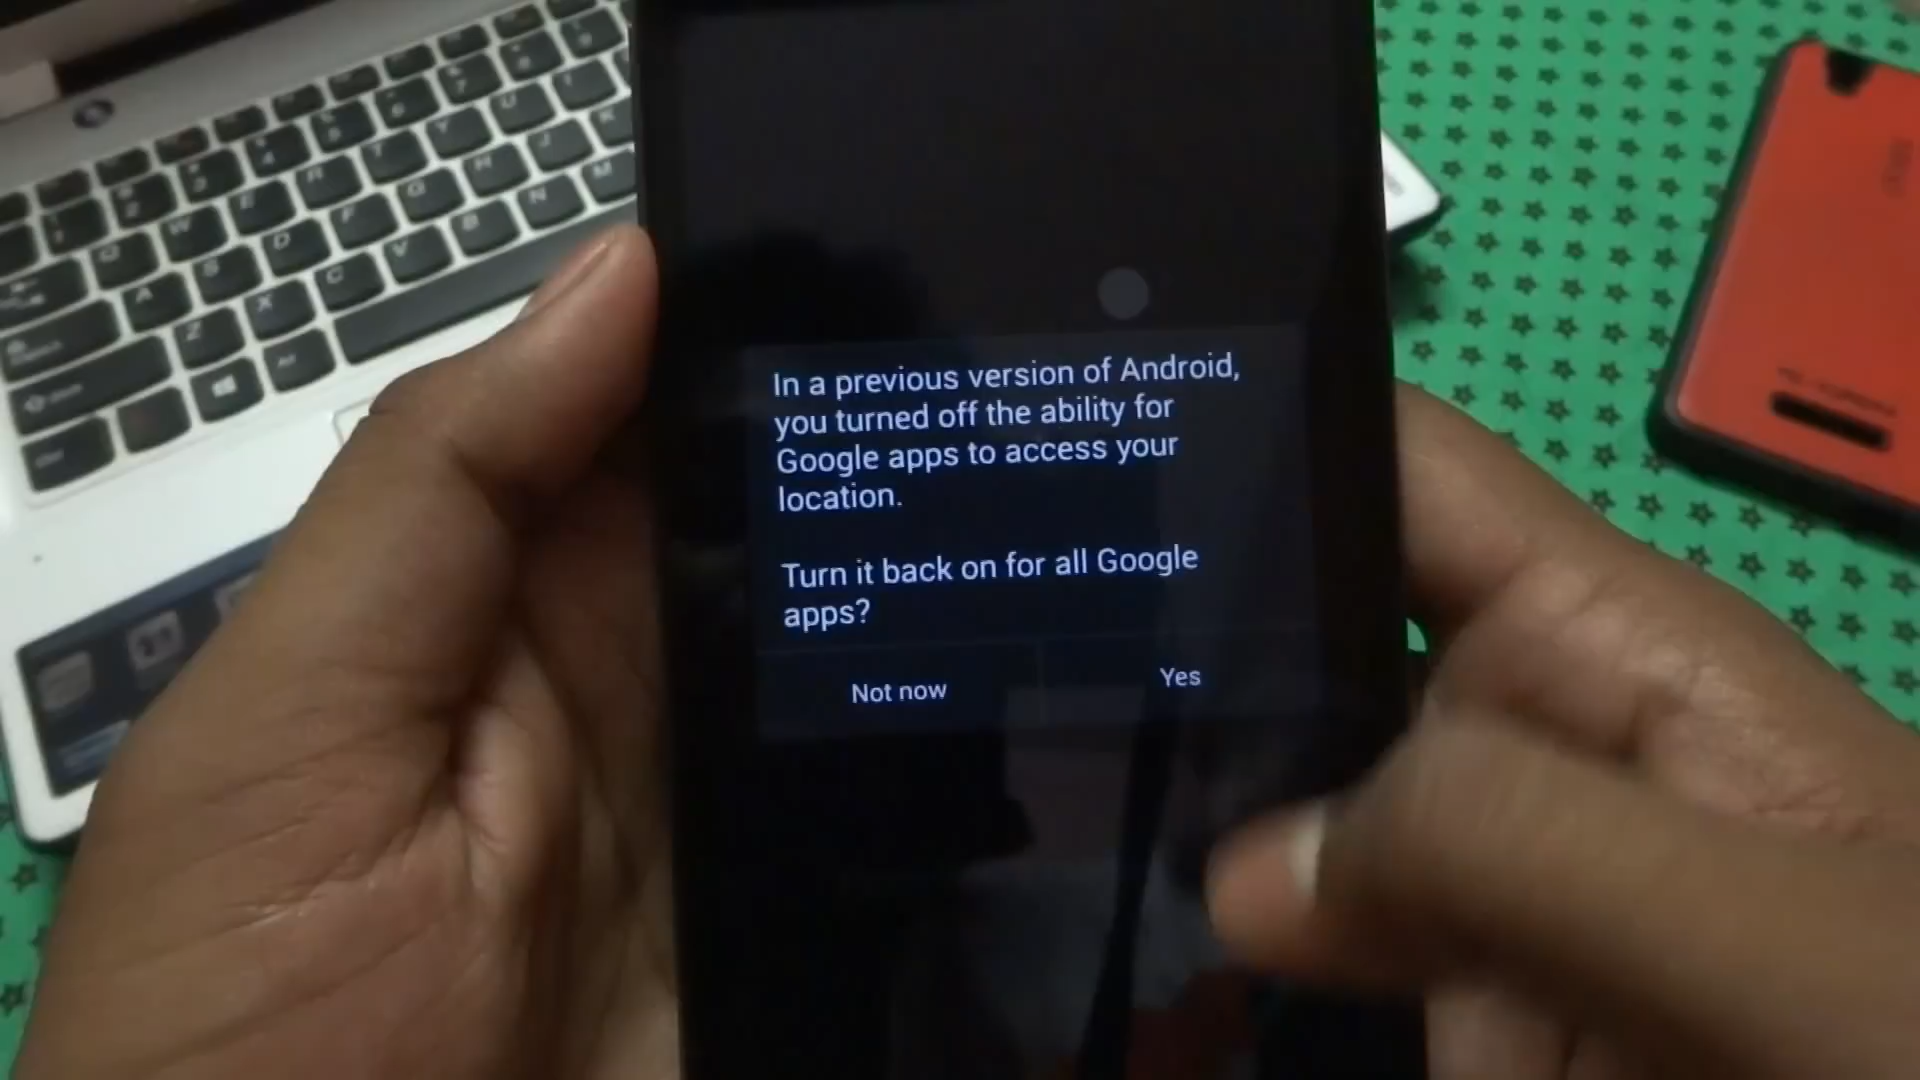 In a previous version of Android,
you turned off the ability for
Google apps to access your
location.
Turn it back on for all Google
apps?
Not now
Yes